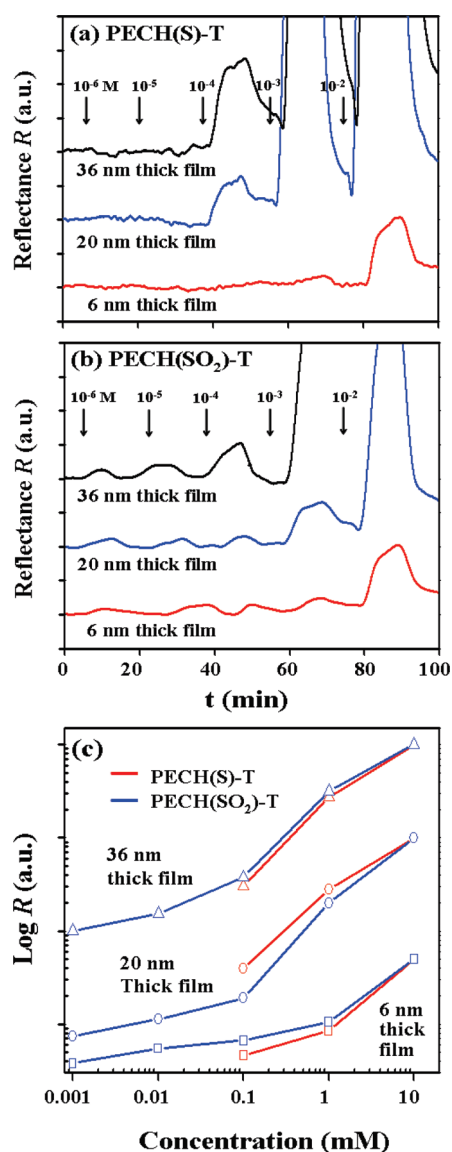 (a) PECH(S)-T
10⁻⁶ M 10⁻⁵ 10⁻⁴ 10⁻³ 10⁻²
36 nm thick film
20 nm thick film
6 nm thick film
Reflectance R (a.u.)
(b) PECH(SO₂)-T
10⁻⁶ M 10⁻⁵ 10⁻⁴ 10⁻³ 10⁻²
36 nm thick film
20 nm thick film
6 nm thick film
Reflectance R (a.u.)
0 20 40 60 80 100
t (min)
(c)
PECH(S)-T
PECH(SO₂)-T
36 nm
thick film
20 nm
Thick film
6 nm
thick
film
Log R (a.u.)
0.001 0.01 0.1 1 10
Concentration (mM)